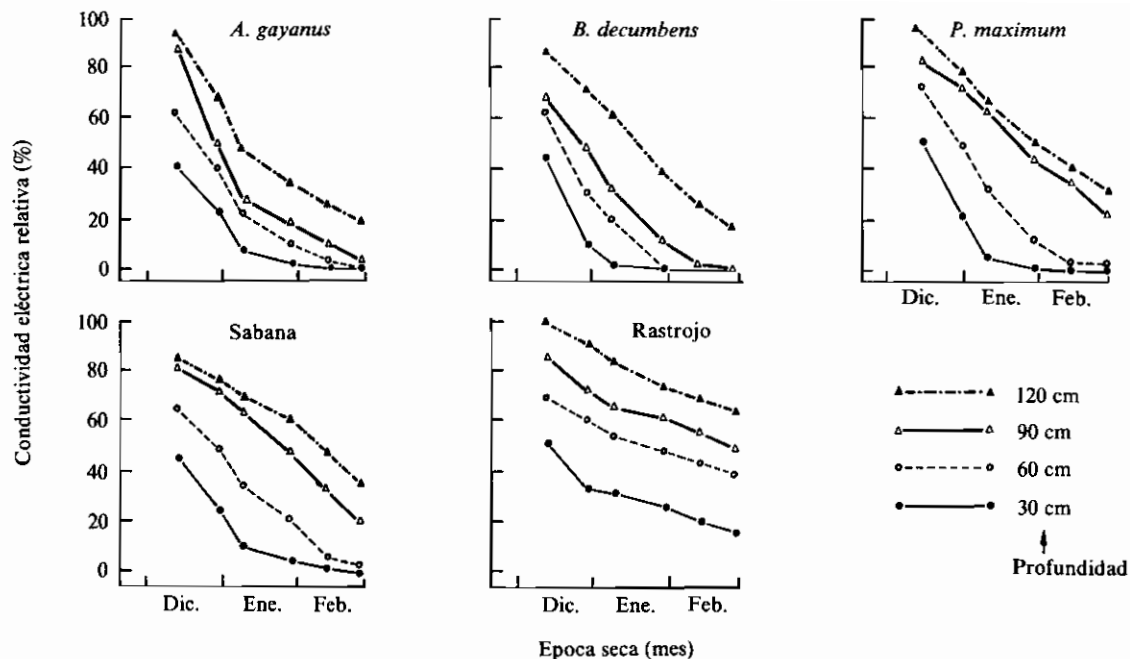 A. gayanus
B. decumbens
P. maximum
100
80
60
40
20
0
Dic. Ene. Feb.
Sabana
Rastrojo
100
80
60
40
20
0
Dic. Ene. Feb.
Dic. Ene. Feb.
120 cm
90 cm
60 cm
30 cm
Profundidad
Conductividad eléctrica relativa (%)
Epoca seca (mes)